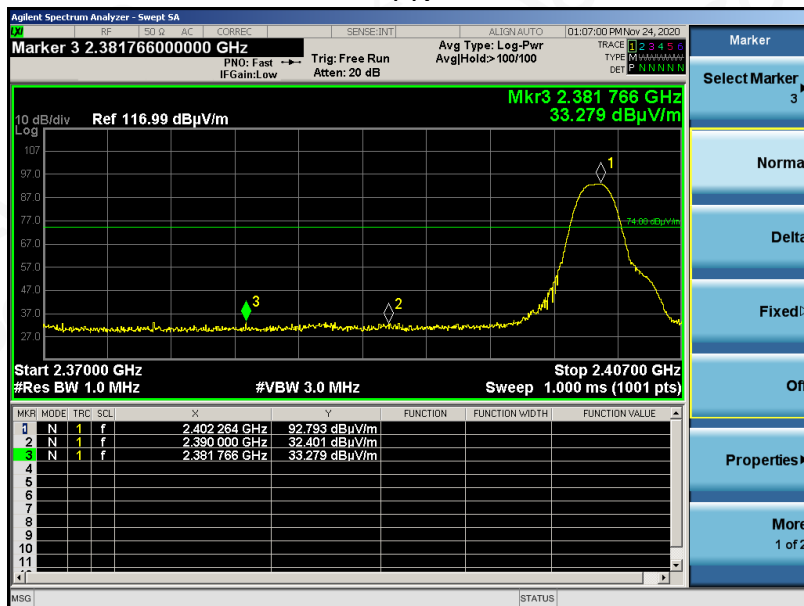 Agilent Spectrum Analyzer - Swept SA
LXI RF 50 Ω AC CORREC SENSE:INT ALIGN AUTO 01:07:00 PM Nov 24, 2020
Marker 3 2.381766000000 GHz
PNO: Fast
IFGain:Low
Trig: Free Run
Atten: 20 dB
Avg Type: Log-Pwr
Avg|Hold:>100/100
TRACE 1 2 3 4 5 6
TYPE M
DET P N N N N N
Mkr3 2.381 766 GHz
33.279 dBµV/m
10 dB/div Ref 116.99 dBµV/m
Log
107
97.0
87.0
77.0
67.0
57.0
47.0
37.0
27.0
1
74.00 dBµV/m
3
2
Start 2.37000 GHz Stop 2.40700 GHz
#Res BW 1.0 MHz #VBW 3.0 MHz Sweep 1.000 ms (1001 pts)
MKR MODE TRC SCL X Y FUNCTION FUNCTION WIDTH FUNCTION VALUE
1 N 1 f 2.402 264 GHz 92.793 dBµV/m
2 N 1 f 2.390 000 GHz 32.401 dBµV/m
3 N 1 f 2.381 766 GHz 33.279 dBµV/m
4
5
6
7
8
9
10
11
MSG STATUS
Marker
Select Marker
3
Norma
Delta
Fixed
Of
Properties
More
1 of 2